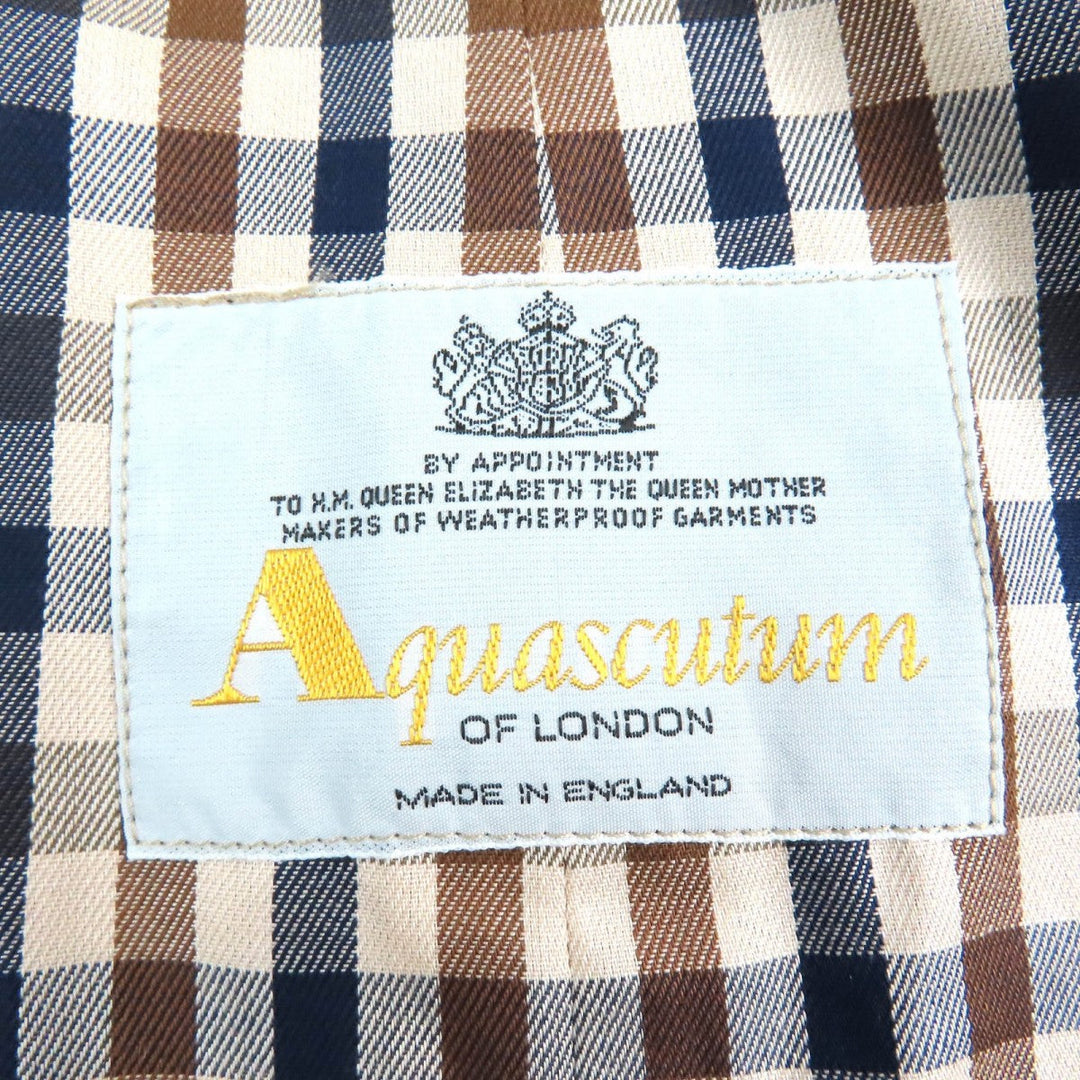 BY APPOINTMENT
TO H.M. QUEEN ELIZABETH THE QUEEN MOTHER
MAKERS OF WEATHERPROOF GARMENTS
Aquascutum
OF LONDON
MADE IN ENGLAND